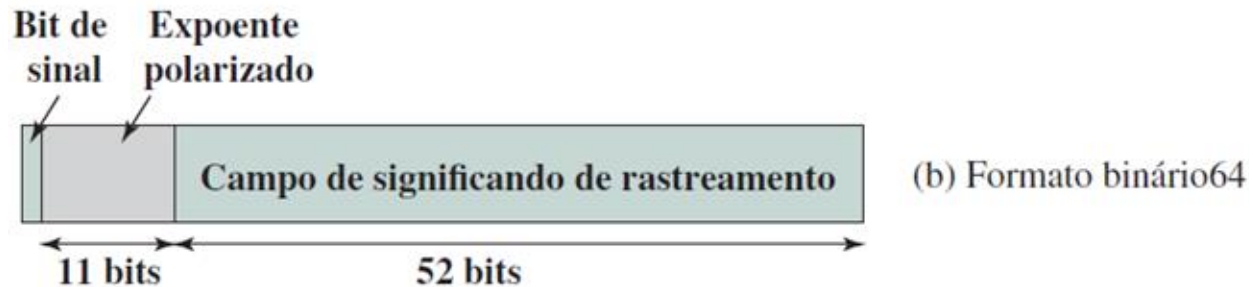 Bit de
sinal
Expoente
polarizado
Campo de significando de rastreamento
(b) Formato binário64
11 bits
52 bits